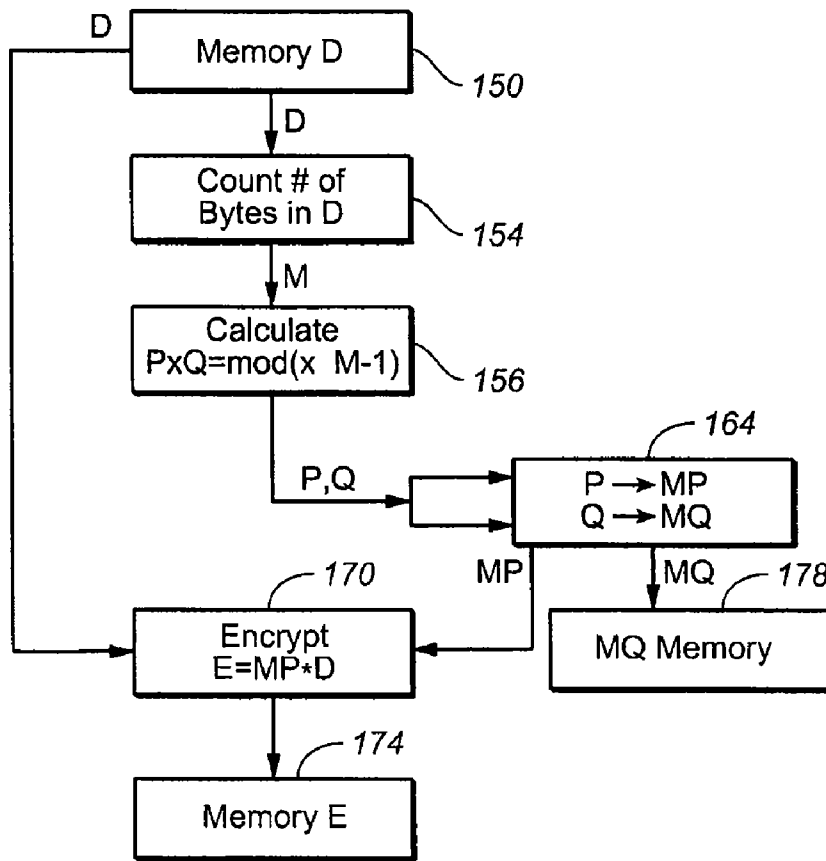 D
Memory D
150
D
Count # of
Bytes in D
154
M
Calculate
PxQ=mod(x M-1)
156
164
P,Q
P → MP
Q → MQ
MP
MQ
170
178
Encrypt
E=MP*D
MQ Memory
174
Memory E